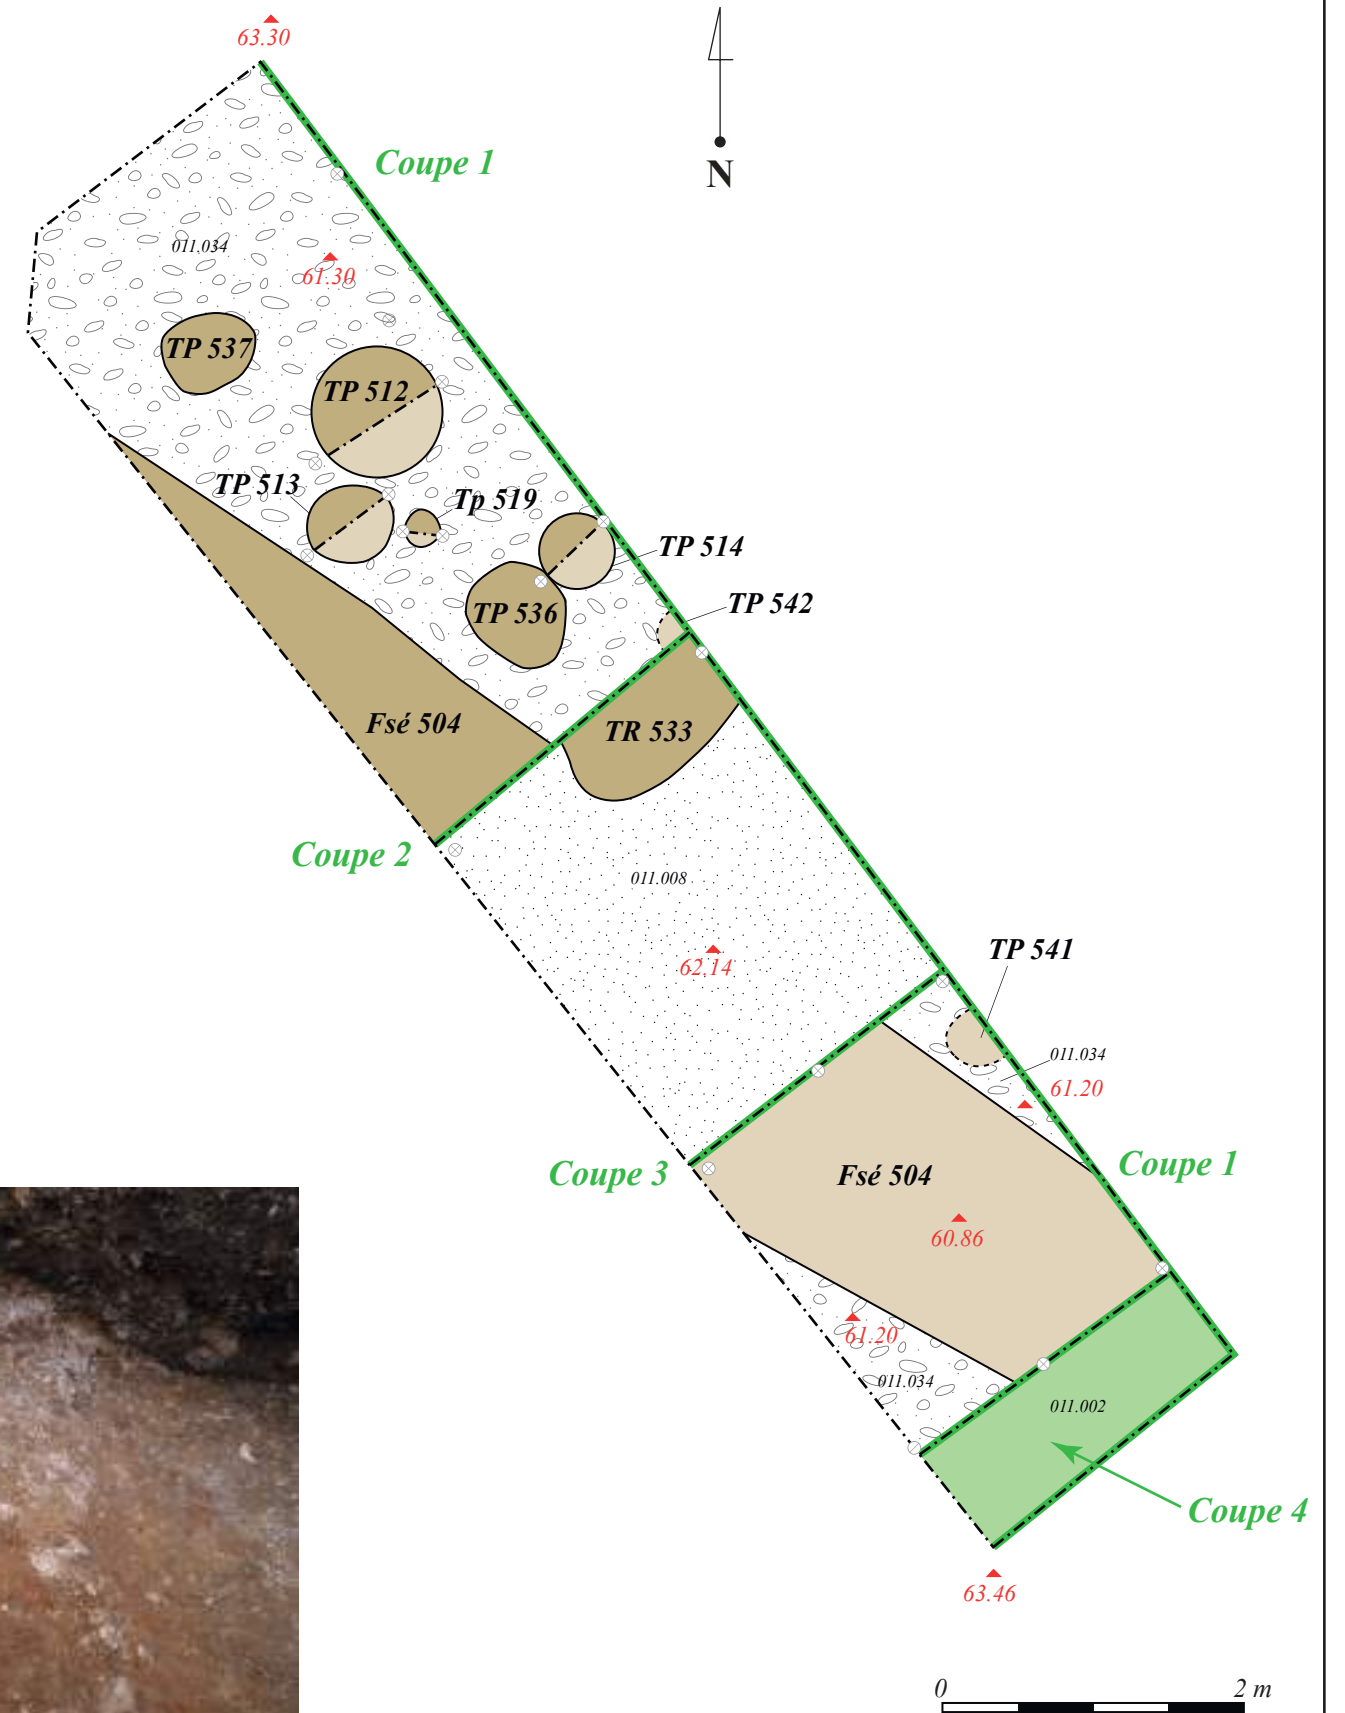 63.30
N
Coupe 1
011.034
61.30
TP 537
TP 512
TP 513
Tp 519
TP 514
TP 542
TP 536
Fsé 504
TR 533
Coupe 2
011.008
62.14
TP 541
011.034
61.20
Coupe 3
Coupe 1
Fsé 504
60.86
61.20
011.034
011.002
Coupe 4
63.46
0 2 m